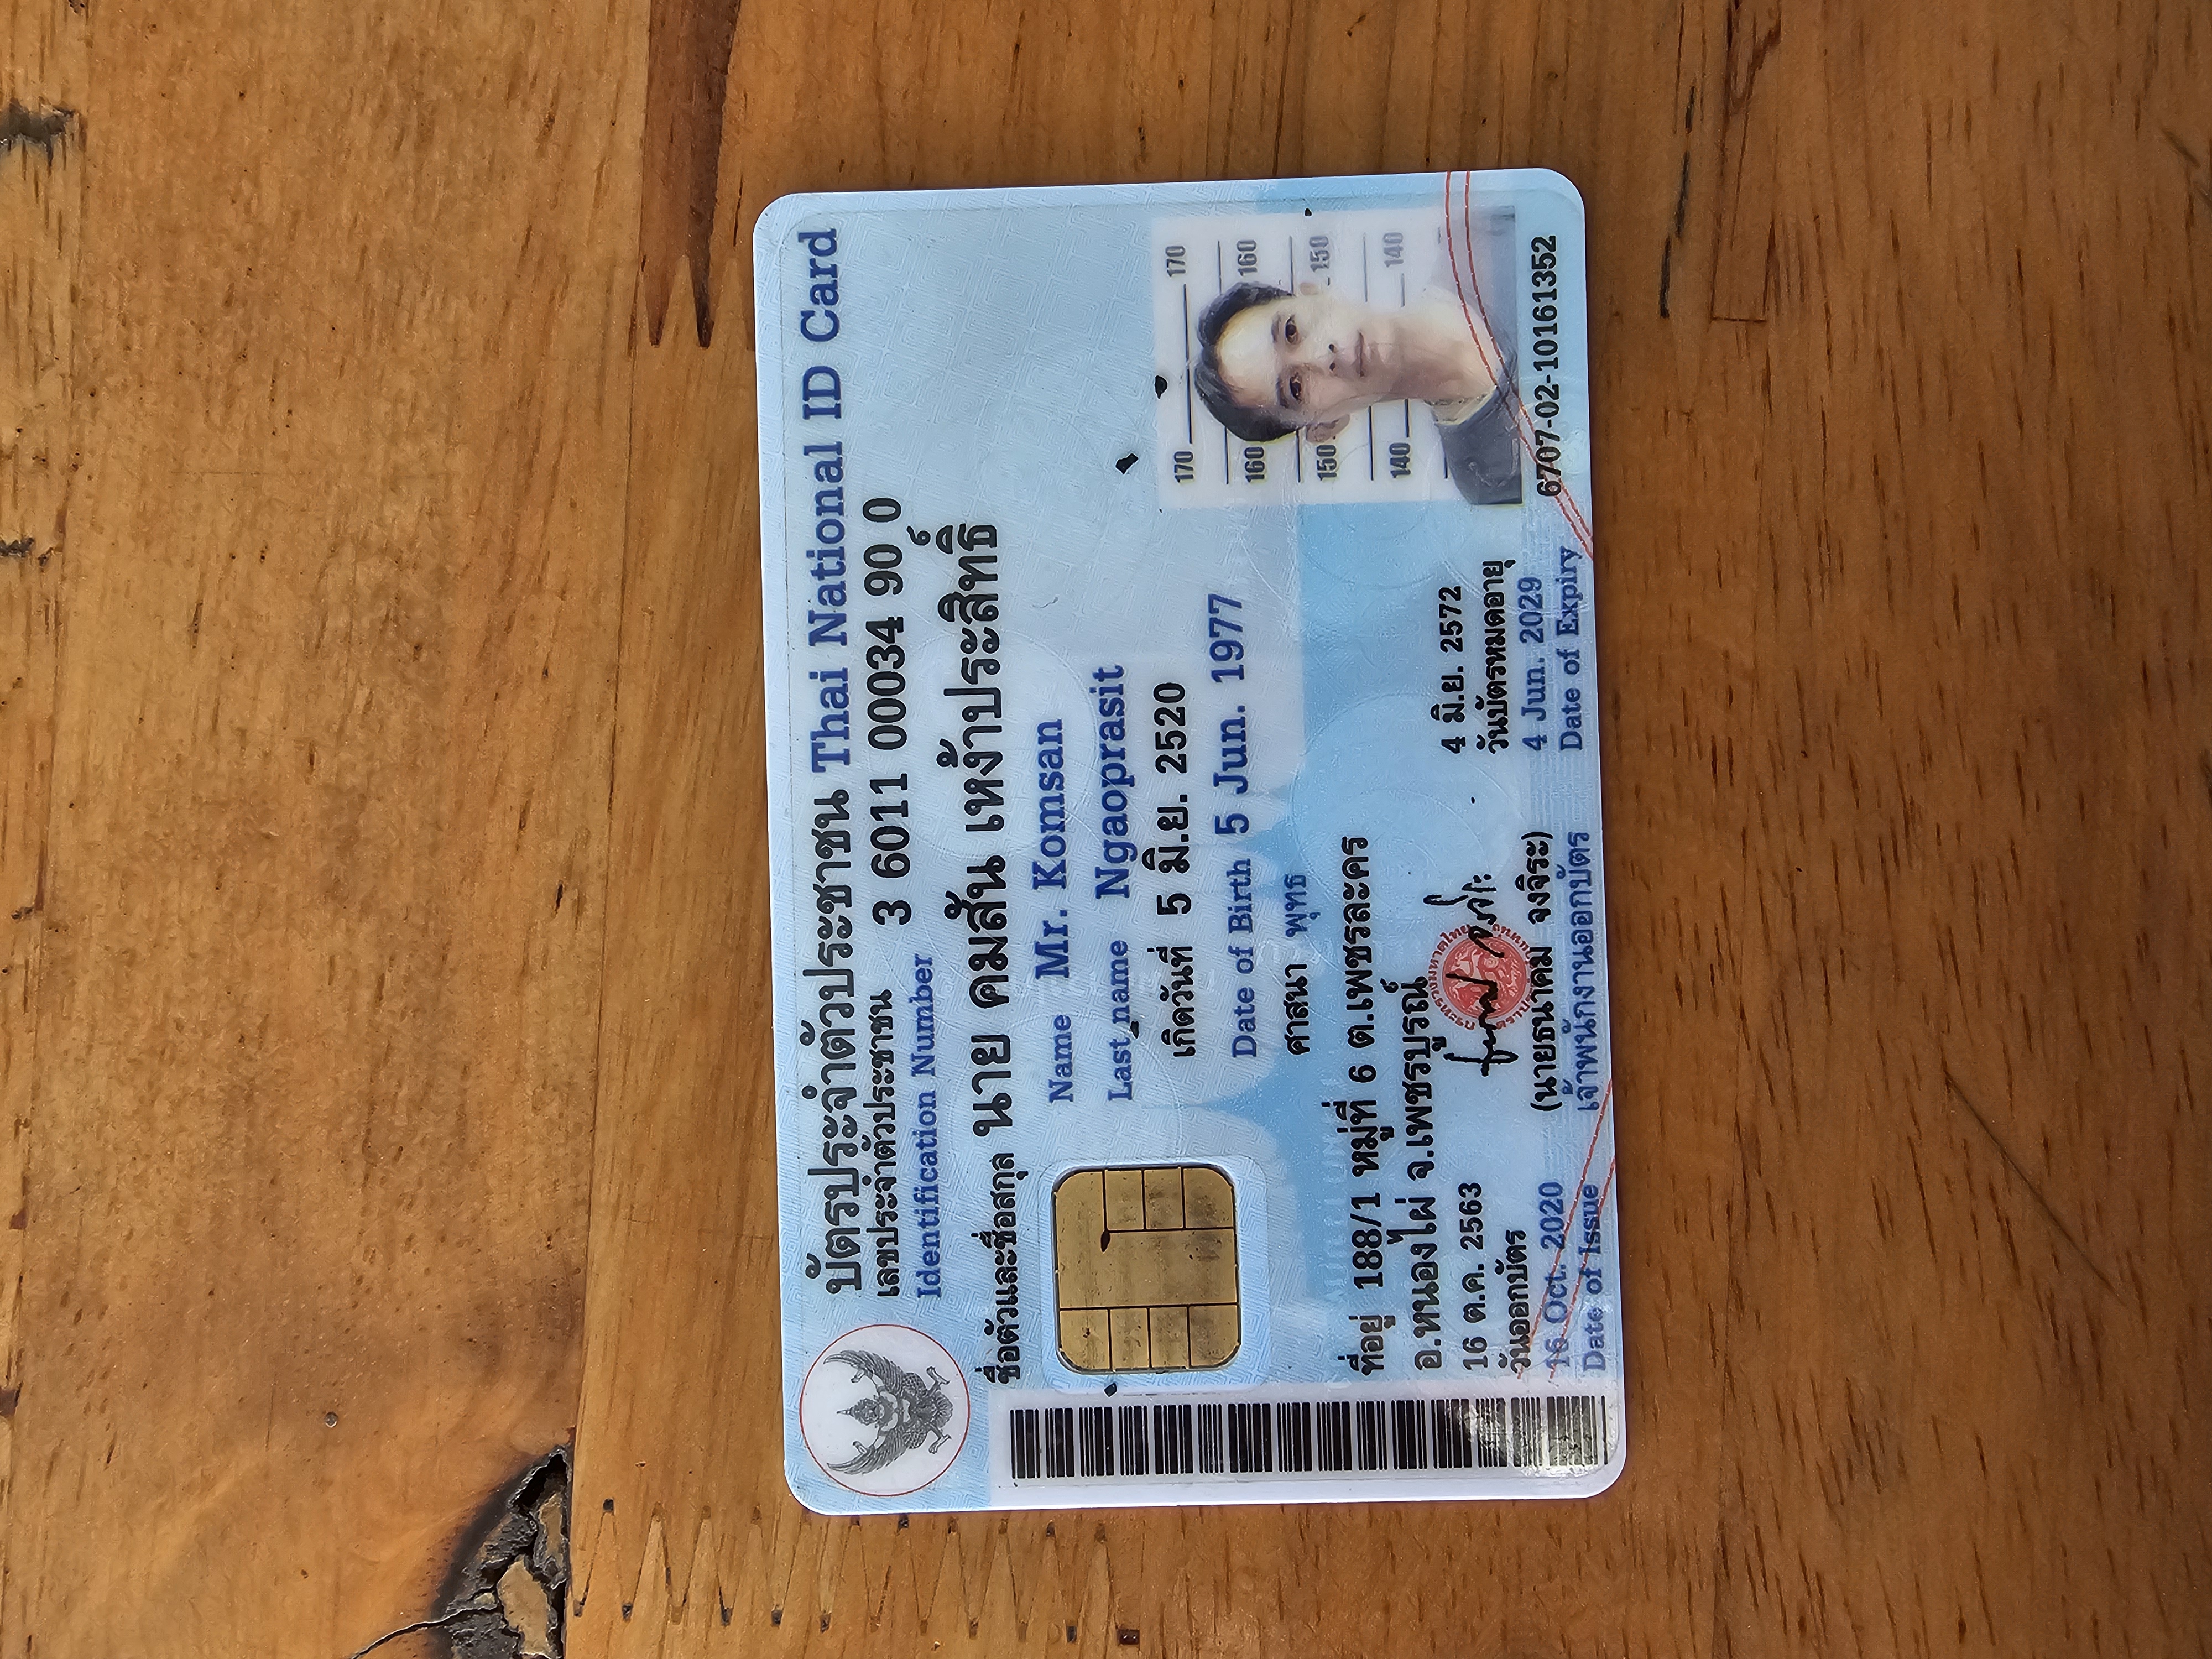 บัตรประจำตัวประชาชน Thai National ID Card
เลขประจำตัวประชาชน 3 6011 00034 90 0
Identification Number
ชื่อตัวและชื่อสกุล นาย คมสัน เหง้าประสิทธิ์
Name Mr. Komsan
Last name Ngaoprasit
เกิดวันที่ 5 มิ.ย. 2520
Date of Birth 5 Jun. 1977
ศาสนา พุทธ
ที่อยู่ 188/1 หมู่ที่ 6 ต.เพชรละคร
อ.หนองไผ่ จ.เพชรบูรณ์
16 ต.ค. 2563
วันออกบัตร
16 Oct. 2020
Date of Issue
(นายธนาคม จงจิระ)
เจ้าพนักงานออกบัตร
4 มิ.ย. 2572
วันบัตรหมดอายุ
4 Jun. 2029
Date of Expiry
170 170
160 160
150 150
140 140
6707-02-10161352